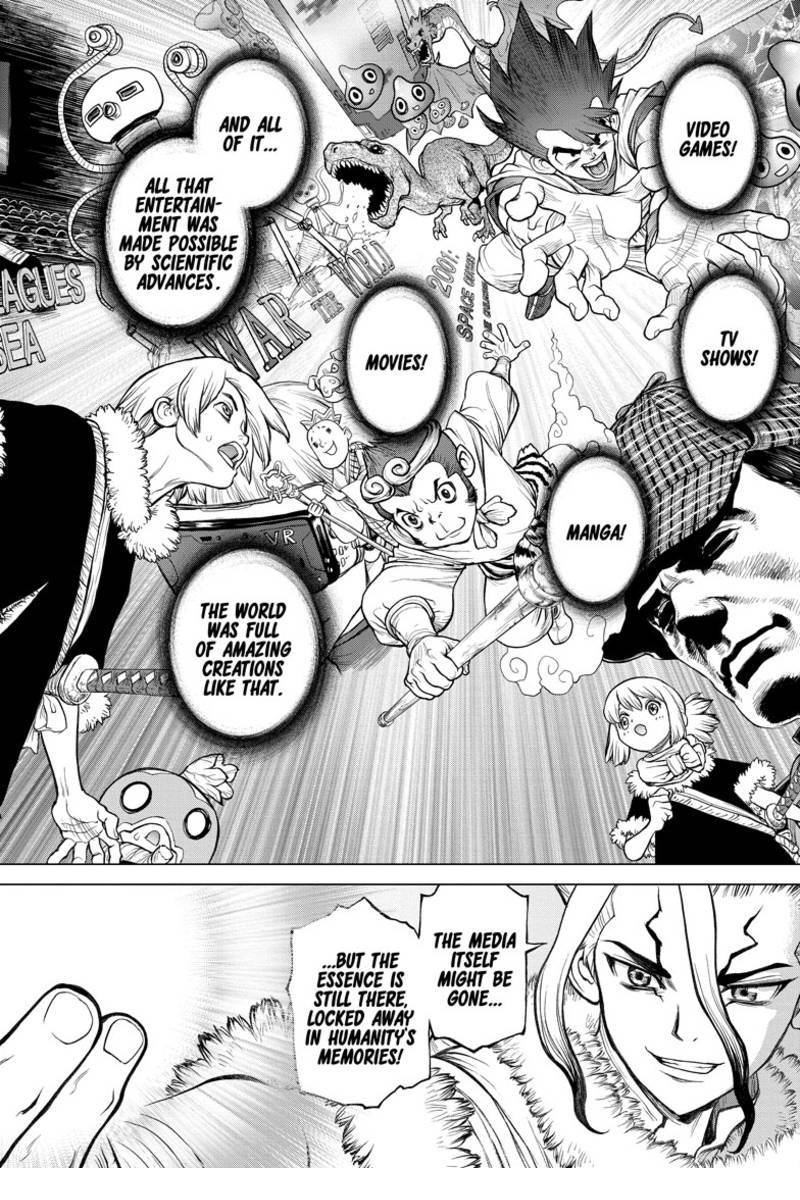 VIDEO
GAMES!
TV
SHOWS!
MANGA!
MOVIES!
AND ALL
OF IT...
ALL THAT
ENTERTAIN-
MENT WAS
MADE POSSIBLE
BY SCIENTIFIC
ADVANCES.
THE WORLD
WAS FULL
OF AMAZING
CREATIONS
LIKE THAT.
2001:
SPACE
WAR
OF
THE WORLD
EAGUES
SEA
VR
THE MEDIA
ITSELF
MIGHT BE
GONE...
...BUT THE
ESSENCE IS
STILL THERE,
LOCKED AWAY
IN HUMANITY'S
MEMORIES!